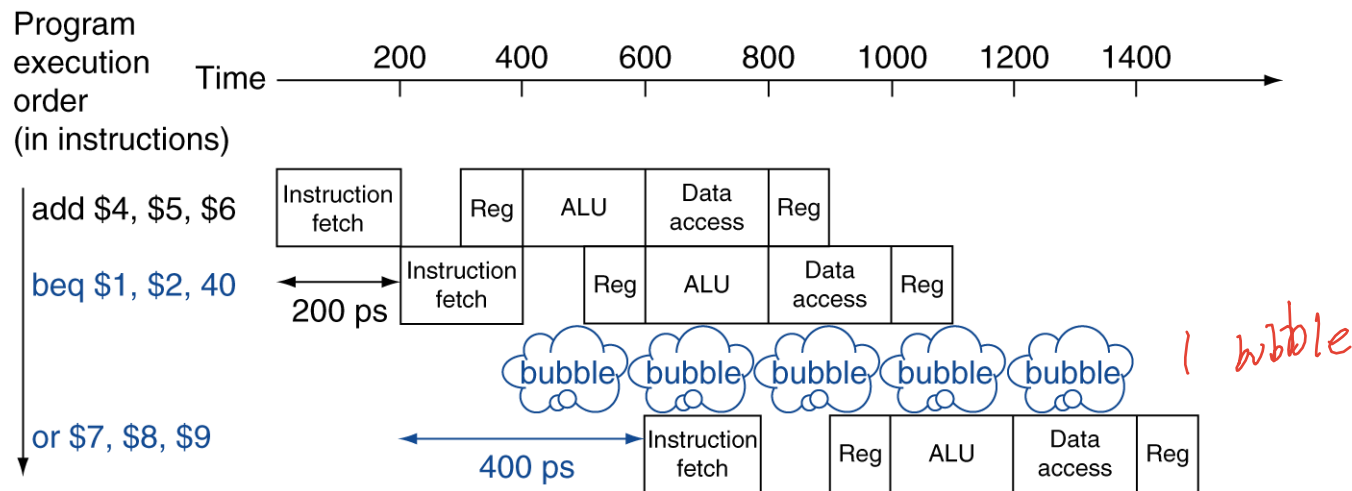 Program
execution
order
(in instructions)
Time
200 400 600 800 1000 1200 1400
add $4, $5, $6
Instruction
fetch
Reg
ALU
Data
access
Reg
beq $1, $2, 40
200 ps
Instruction
fetch
Reg
ALU
Data
access
Reg
bubble bubble bubble bubble bubble
1 bubble
or $7, $8, $9
400 ps
Instruction
fetch
Reg
ALU
Data
access
Reg